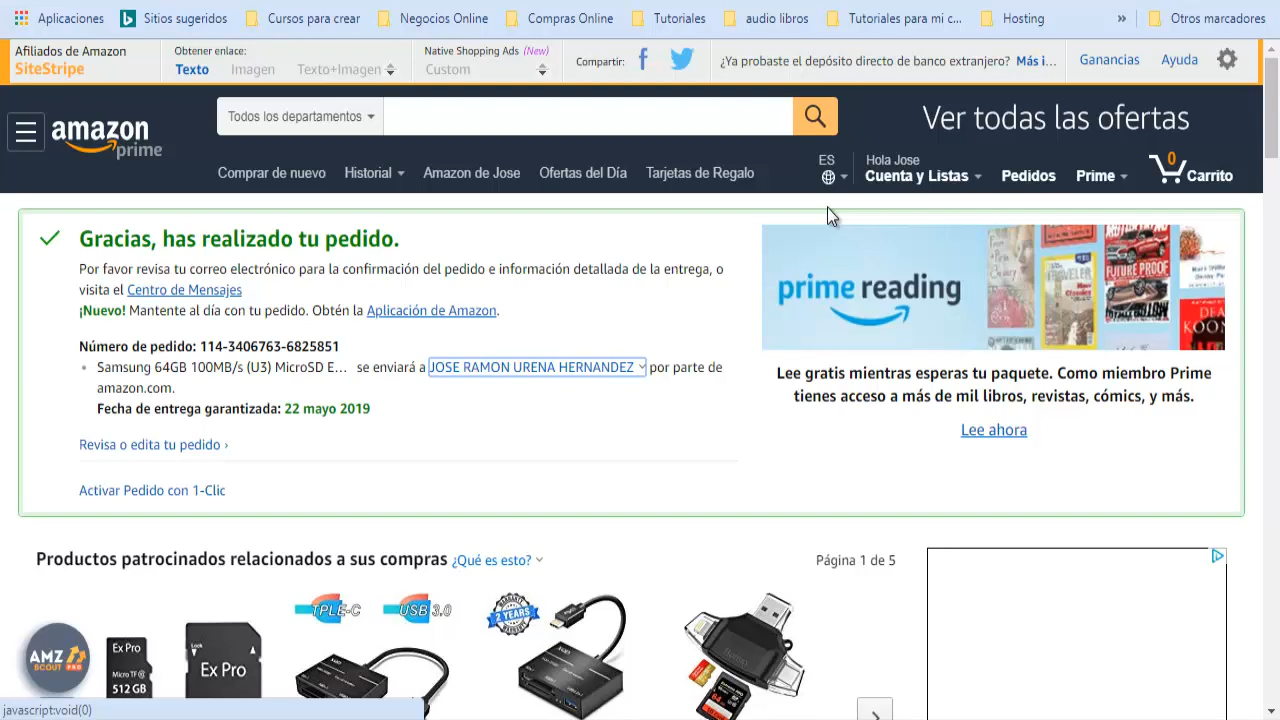 Aplicaciones
Sitios sugeridos
Cursos para crear
Negocios Online
Compras Online
Tutoriales
audio libros
Tutoriales para mi c...
Hosting
»
Otros marcadores
Afiliados de Amazon
SiteStripe
Obtener enlace:
Texto
Imagen
Texto+Imagen
Native Shopping Ads (New)
Custom
Compartir:
¿Ya probaste el depósito directo de banco extranjero? Más i...
Ganancias
Ayuda
amazon
prime
Todos los departamentos
Ver todas las ofertas
Comprar de nuevo
Historial
Amazon de Jose
Ofertas del Día
Tarjetas de Regalo
ES
Hola Jose
Cuenta y Listas
Pedidos
Prime
0
Carrito
Gracias, has realizado tu pedido.
Por favor revisa tu correo electrónico para la confirmación del pedido e información detallada de la entrega, o
visita el Centro de Mensajes
¡Nuevo! Mantente al día con tu pedido. Obtén la Aplicación de Amazon.
Número de pedido: 114-3406763-6825851
Samsung 64GB 100MB/s (U3) MicroSD E... se enviará a JOSE RAMON URENA HERNANDEZ por parte de
amazon.com.
Fecha de entrega garantizada: 22 mayo 2019
Revisa o edita tu pedido ›
Activar Pedido con 1-Clic
prime reading
FUTURE PROOF
KOON
Lee gratis mientras esperas tu paquete. Como miembro Prime
tienes acceso a más de mil libros, revistas, cómics, y más.
Lee ahora
Productos patrocinados relacionados a sus compras ¿Qué es esto?
Página 1 de 5
AMZ
SCOUT PRO
Ex Pro
Micro TF
512 GB
Lock
Ex Pro
TPLE-C
USB 3.0
2 YEARS
javascript:void(0)